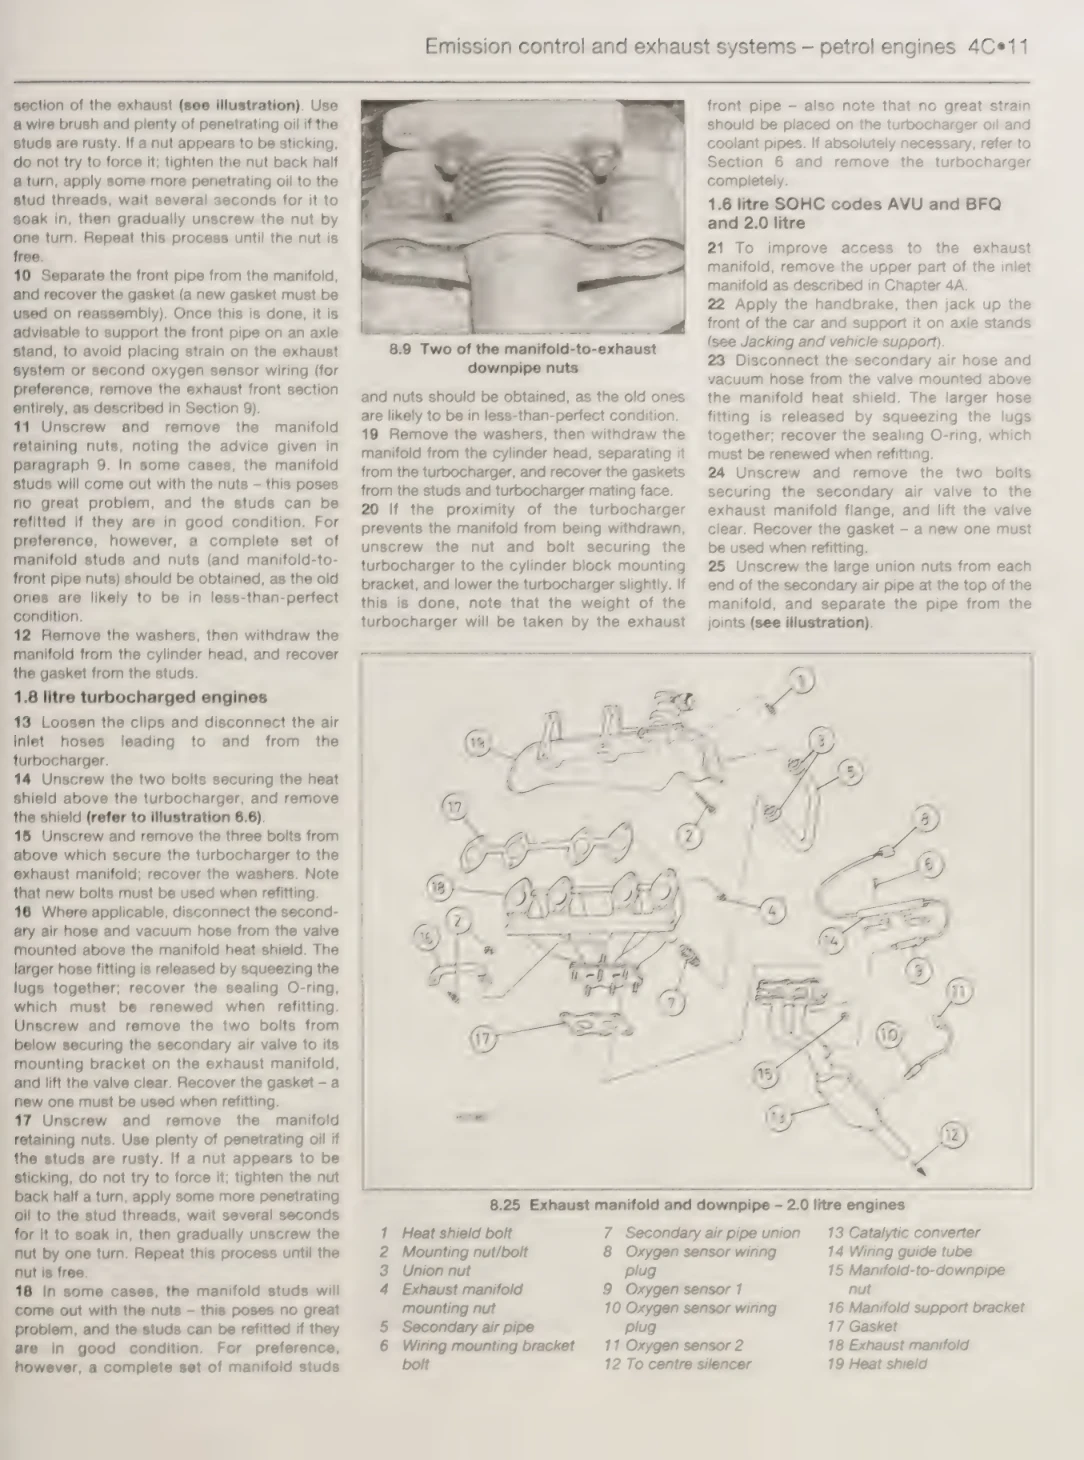 Emission control and exhaust systems – petrol engines 4C•11
section of the exhaust (see illustration). Use
a wire brush and plenty of penetrating oil if the
studs are rusty. If a nut appears to be sticking,
do not try to force it; tighten the nut back half
a turn, apply some more penetrating oil to the
stud threads, wait several seconds for it to
soak in, then gradually unscrew the nut by
one turn. Repeat this process until the nut is
free.
10 Separate the front pipe from the manifold,
and recover the gasket (a new gasket must be
used on reassembly). Once this is done, it is
advisable to support the front pipe on an axle
stand, to avoid placing strain on the exhaust
system or second oxygen sensor wiring (for
preference, remove the exhaust front section
entirely, as described in Section 9).
11 Unscrew and remove the manifold
retaining nuts, noting the advice given in
paragraph 9. In some cases, the manifold
studs will come out with the nuts – this poses
no great problem, and the studs can be
refitted if they are in good condition. For
preference, however, a complete set of
manifold studs and nuts (and manifold-to-
front pipe nuts) should be obtained, as the old
ones are likely to be in less-than-perfect
condition.
12 Remove the washers, then withdraw the
manifold from the cylinder head, and recover
the gasket from the studs.
1.8 litre turbocharged engines
13 Loosen the clips and disconnect the air
inlet hoses leading to and from the
turbocharger.
14 Unscrew the two bolts securing the heat
shield above the turbocharger, and remove
the shield (refer to illustration 6.6).
15 Unscrew and remove the three bolts from
above which secure the turbocharger to the
exhaust manifold; recover the washers. Note
that new bolts must be used when refitting.
16 Where applicable, disconnect the second-
ary air hose and vacuum hose from the valve
mounted above the manifold heat shield. The
larger hose fitting is released by squeezing the
lugs together; recover the sealing O-ring,
which must be renewed when refitting.
Unscrew and remove the two bolts from
below securing the secondary air valve to its
mounting bracket on the exhaust manifold,
and lift the valve clear. Recover the gasket – a
new one must be used when refitting.
17 Unscrew and remove the manifold
retaining nuts. Use plenty of penetrating oil if
the studs are rusty. If a nut appears to be
sticking, do not try to force it; tighten the nut
back half a turn, apply some more penetrating
oil to the stud threads, wait several seconds
for it to soak in, then gradually unscrew the
nut by one turn. Repeat this process until the
nut is free.
18 In some cases, the manifold studs will
come out with the nuts – this poses no great
problem, and the studs can be refitted if they
are in good condition. For preference,
however, a complete set of manifold studs
8.9 Two of the manifold-to-exhaust
downpipe nuts
and nuts should be obtained, as the old ones
are likely to be in less-than-perfect condition.
19 Remove the washers, then withdraw the
manifold from the cylinder head, separating it
from the turbocharger, and recover the gaskets
from the studs and turbocharger mating face.
20 If the proximity of the turbocharger
prevents the manifold from being withdrawn,
unscrew the nut and bolt securing the
turbocharger to the cylinder block mounting
bracket, and lower the turbocharger slightly. If
this is done, note that the weight of the
turbocharger will be taken by the exhaust
front pipe – also note that no great strain
should be placed on the turbocharger oil and
coolant pipes. If absolutely necessary, refer to
Section 6 and remove the turbocharger
completely.
1.6 litre SOHC codes AVU and BFQ
and 2.0 litre
21 To improve access to the exhaust
manifold, remove the upper part of the inlet
manifold as described in Chapter 4A.
22 Apply the handbrake, then jack up the
front of the car and support it on axle stands
(see Jacking and vehicle support).
23 Disconnect the secondary air hose and
vacuum hose from the valve mounted above
the manifold heat shield. The larger hose
fitting is released by squeezing the lugs
together; recover the sealing O-ring, which
must be renewed when refitting.
24 Unscrew and remove the two bolts
securing the secondary air valve to the
exhaust manifold flange, and lift the valve
clear. Recover the gasket – a new one must
be used when refitting.
25 Unscrew the large union nuts from each
end of the secondary air pipe at the top of the
manifold, and separate the pipe from the
joints (see illustration).
1
19
3
5
17
2
8
6
18
2
4
16
14
9
7
11
17
10
15
13
12
8.25 Exhaust manifold and downpipe – 2.0 litre engines
1 Heat shield bolt
2 Mounting nut/bolt
3 Union nut
4 Exhaust manifold
mounting nut
5 Secondary air pipe
6 Wiring mounting bracket
bolt
7 Secondary air pipe union
8 Oxygen sensor wiring
plug
9 Oxygen sensor 1
10 Oxygen sensor wiring
plug
11 Oxygen sensor 2
12 To centre silencer
13 Catalytic converter
14 Wiring guide tube
15 Manifold-to-downpipe
nut
16 Manifold support bracket
17 Gasket
18 Exhaust manifold
19 Heat shield